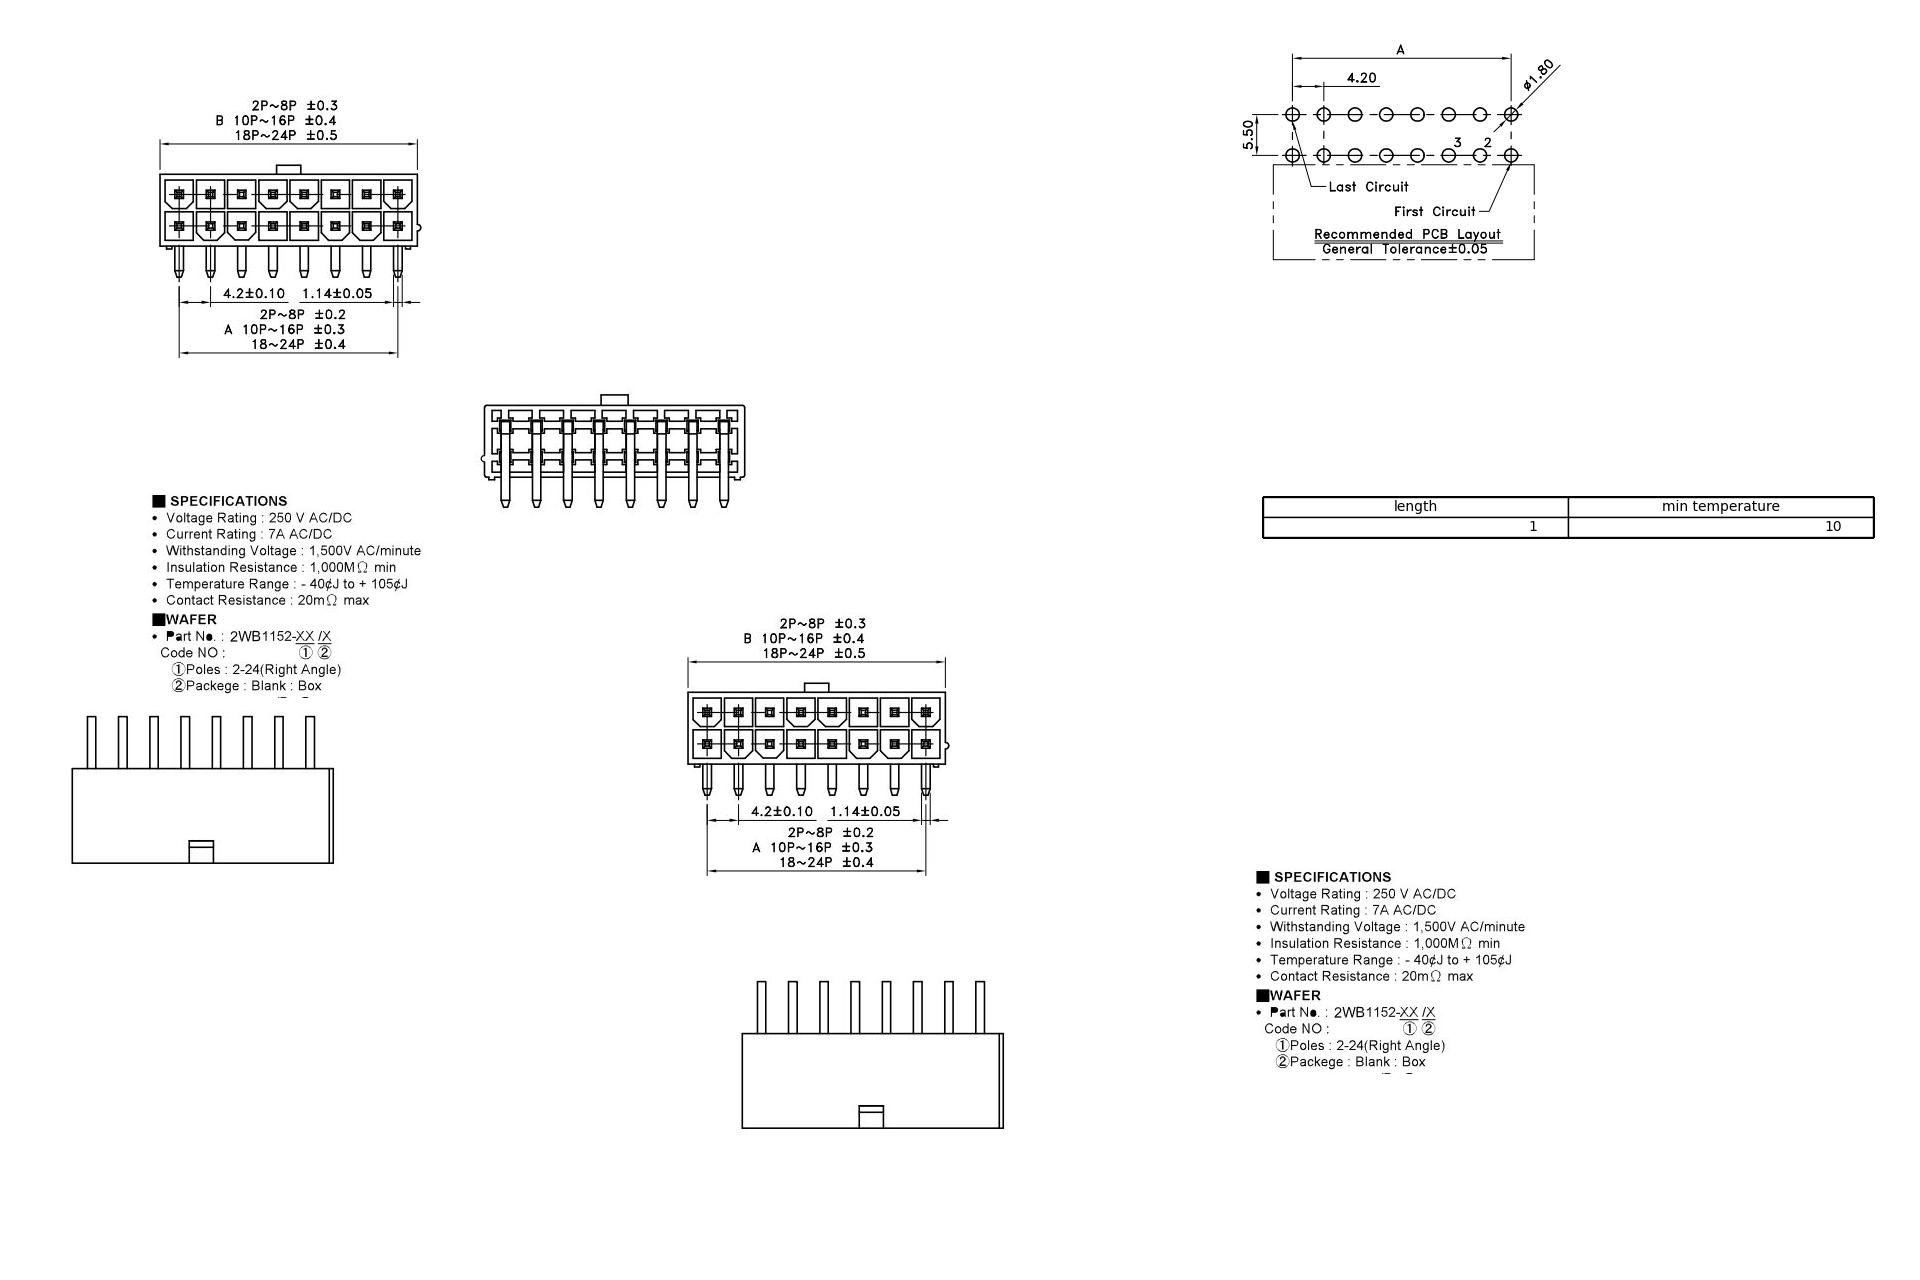 2P~8P ±0.3
B 10P~16P ±0.4
18P~24P ±0.5
4.2±0.10 1.14±0.05
2P~8P ±0.2
A 10P~16P ±0.3
18~24P ±0.4
A
4.20
ø1.80
5.50
3 2
Last Circuit
First Circuit
Recommended PCB Layout
General Tolerance±0.05
■ SPECIFICATIONS
• Voltage Rating : 250 V AC/DC
• Current Rating : 7A AC/DC
• Withstanding Voltage : 1,500V AC/minute
• Insulation Resistance : 1,000MΩ min
• Temperature Range : - 40¢J to + 105¢J
• Contact Resistance : 20mΩ max
■WAFER
• Part No. : 2WB1152-XX /X
Code NO : ① ②
①Poles : 2-24(Right Angle)
②Packege : Blank : Box
length min temperature
1 10
2P~8P ±0.3
B 10P~16P ±0.4
18P~24P ±0.5
4.2±0.10 1.14±0.05
2P~8P ±0.2
A 10P~16P ±0.3
18~24P ±0.4
■ SPECIFICATIONS
• Voltage Rating : 250 V AC/DC
• Current Rating : 7A AC/DC
• Withstanding Voltage : 1,500V AC/minute
• Insulation Resistance : 1,000MΩ min
• Temperature Range : - 40¢J to + 105¢J
• Contact Resistance : 20mΩ max
■WAFER
• Part No. : 2WB1152-XX /X
Code NO : ① ②
①Poles : 2-24(Right Angle)
②Packege : Blank : Box